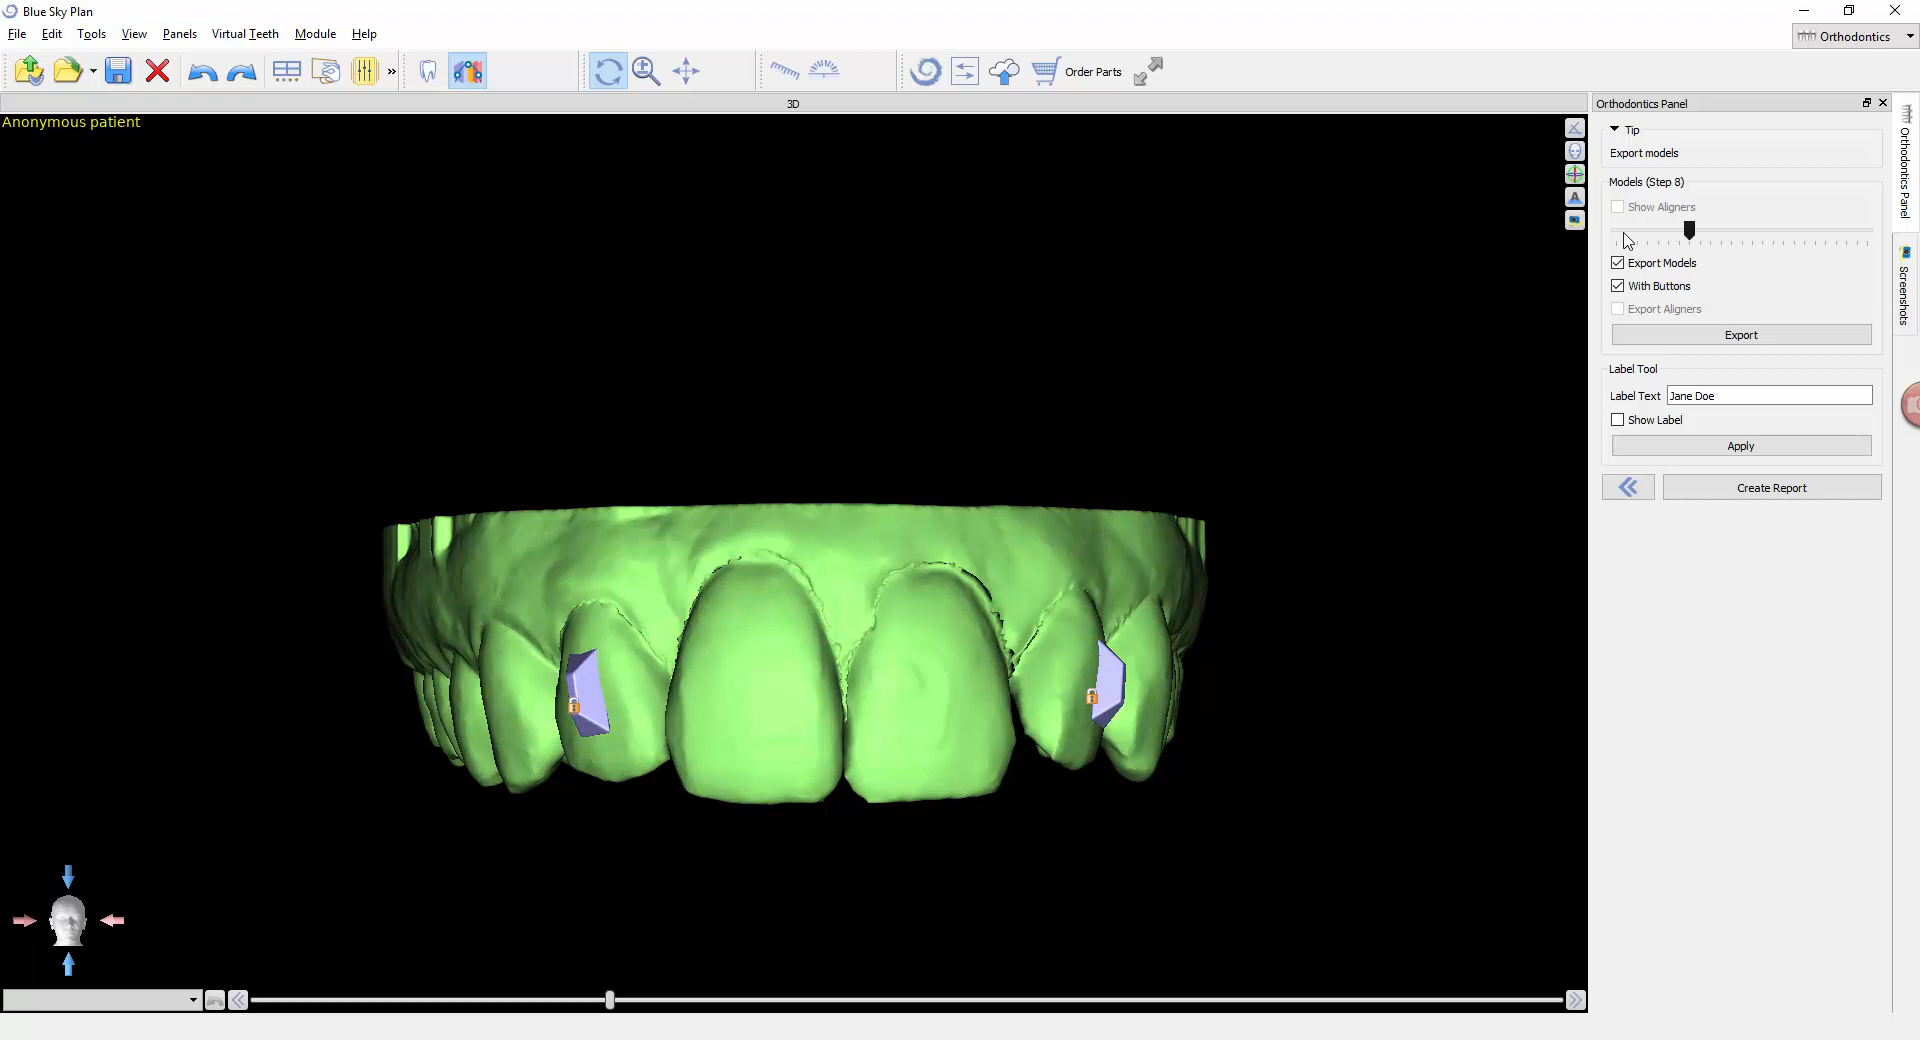 Blue Sky Plan
File Edit Tools View Panels Virtual Teeth Module Help
Orthodontics
» Order Parts
3D
Anonymous patient
A
Orthodontics Panel
Tip
Export models
Models (Step 8)
Show Aligners
Export Models
With Buttons
Export Aligners
Export
Label Tool
Label Text Jane Doe
Show Label
Apply
Create Report
Orthodontics Panel
Screenshots